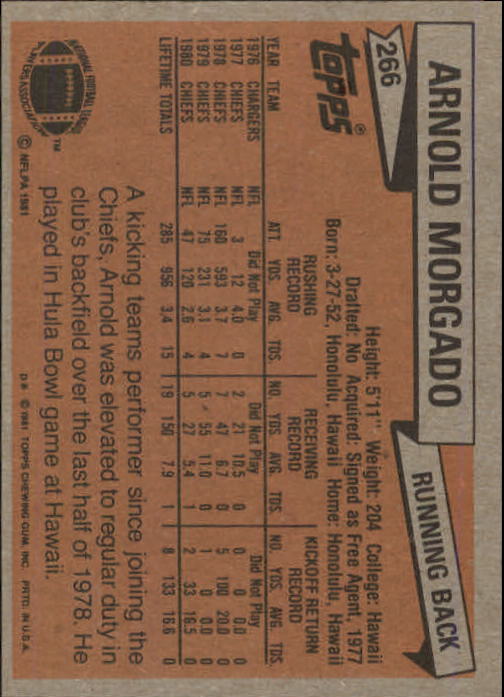 266
ARNOLD MORGADO
RUNNING BACK
topps®
Height: 5'11" Weight: 204 College: Hawaii
Drafted: No Acquired: Signed as Free Agent, 1977
Born: 3-27-52, Honolulu, Hawaii Home: Honolulu, Hawaii
RUSHING RECORD RECEIVING RECORD KICKOFF RETURN RECORD
YEAR TEAM ATT. YDS. AVG. TDS. NO. YDS. AVG. TDS. NO. YDS. AVG. TDS.
1976 CHARGERS NFL Did Not Play Did Not Play Did Not Play
1977 CHIEFS NFL 3 12 4.0 0 2 21 10.5 0 0 0 0.0 0
1978 CHIEFS NFL 160 593 3.7 7 7 47 6.7 0 5 100 20.0 0
1979 CHIEFS NFL 75 231 3.1 4 5 55 11.0 0 1 0 0.0 0
1980 CHIEFS NFL 47 120 2.6 4 5 27 5.4 1 2 33 16.5 0
LIFETIME TOTALS 285 956 3.4 15 19 150 7.9 1 8 133 16.6 0
A kicking teams performer since joining the
Chiefs, Arnold was elevated to regular duty in
club's backfield over the last half of 1978. He
played in Hula Bowl game at Hawaii.
NATIONAL FOOTBALL LEAGUE
PLAYERS ASSOCIATION
TM
© NFLPA 1981
© 1981 TOPPS CHEWING GUM, INC. PRTD. IN U.S.A.